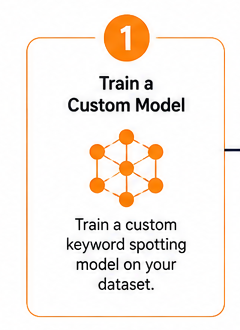 1
Train a
Custom Model
Train a custom
keyword spotting
model on your
dataset.